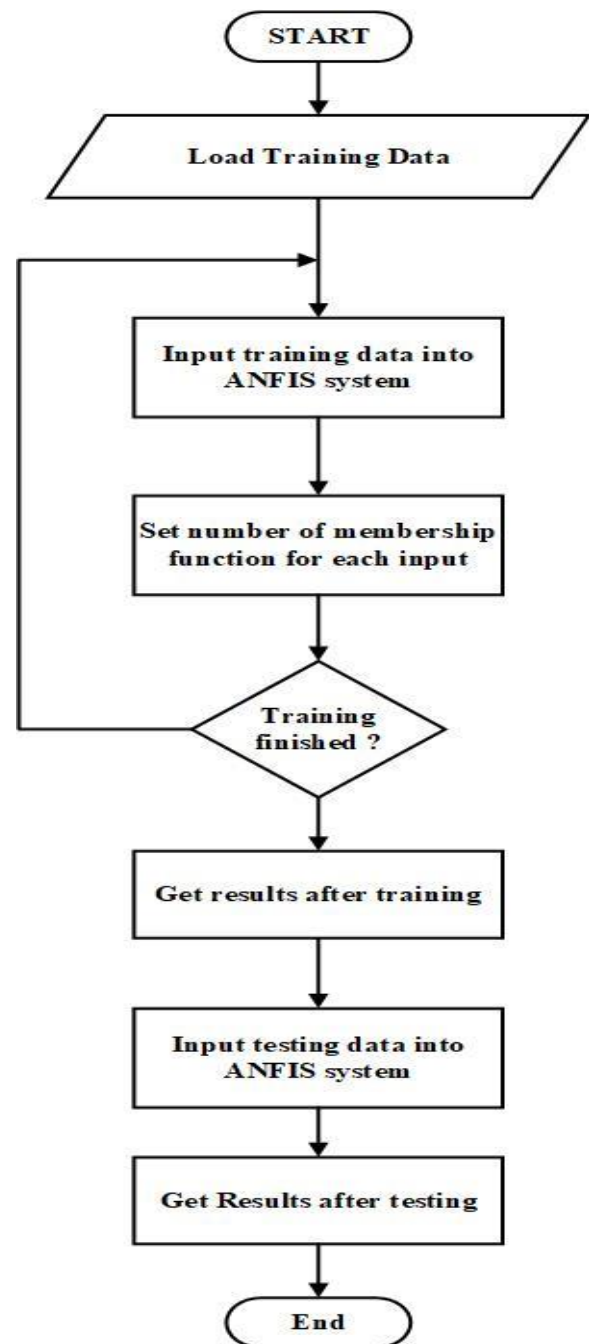 START
Load Training Data
Input training data into
ANFIS system
Set number of membership
function for each input
Training
finished ?
Get results after training
Input testing data into
ANFIS system
Get Results after testing
End